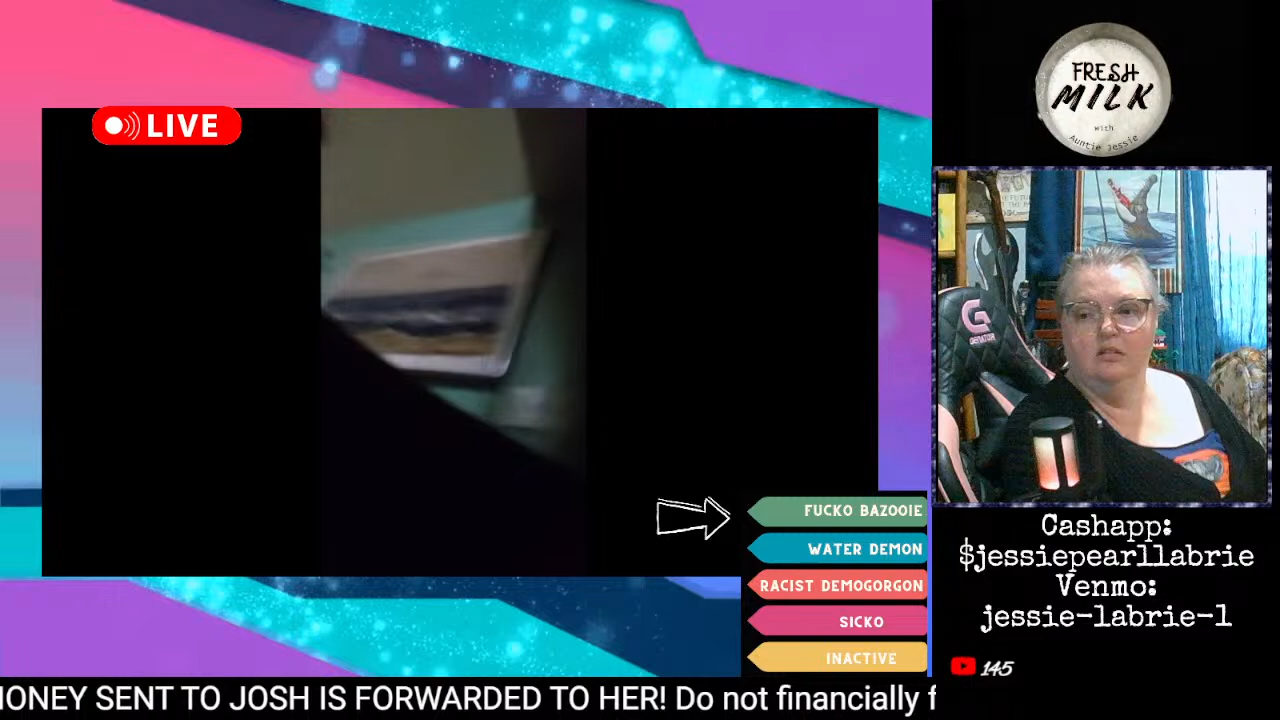 LIVE
FUCKO BAZOOIE
WATER DEMON
RACIST DEMOGORGON
SICKO
INACTIVE
MONEY SENT TO JOSH IS FORWARDED TO HER! Do not financially f
FRESH
MILK
with
Auntie Jessie
Cashapp:
$jessiepearllabrie
Venmo:
jessie-labrie-1
145